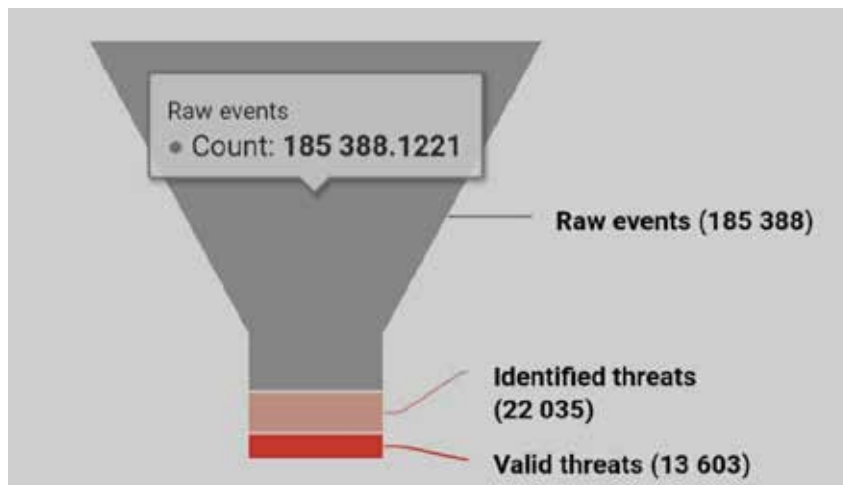 Raw events
● Count: 185 388.1221
Raw events (185 388)
Identified threats
(22 035)
Valid threats (13 603)